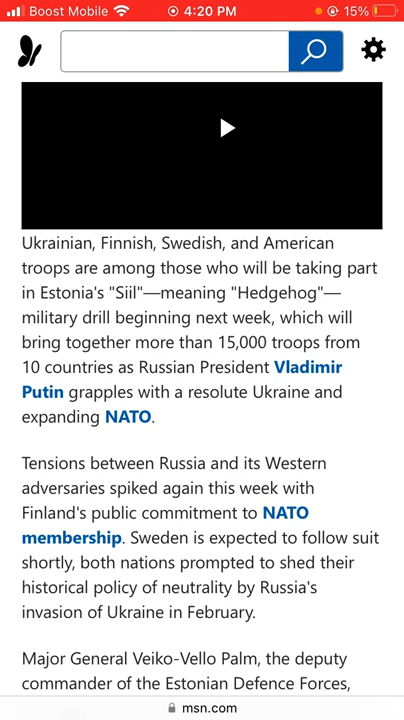 Boost Mobile 4:20 PM 15%
Ukrainian, Finnish, Swedish, and American
troops are among those who will be taking part
in Estonia's "Siil"—meaning "Hedgehog"—
military drill beginning next week, which will
bring together more than 15,000 troops from
10 countries as Russian President Vladimir
Putin grapples with a resolute Ukraine and
expanding NATO.
Tensions between Russia and its Western
adversaries spiked again this week with
Finland's public commitment to NATO
membership. Sweden is expected to follow suit
shortly, both nations prompted to shed their
historical policy of neutrality by Russia's
invasion of Ukraine in February.
Major General Veiko-Vello Palm, the deputy
commander of the Estonian Defence Forces,
msn.com